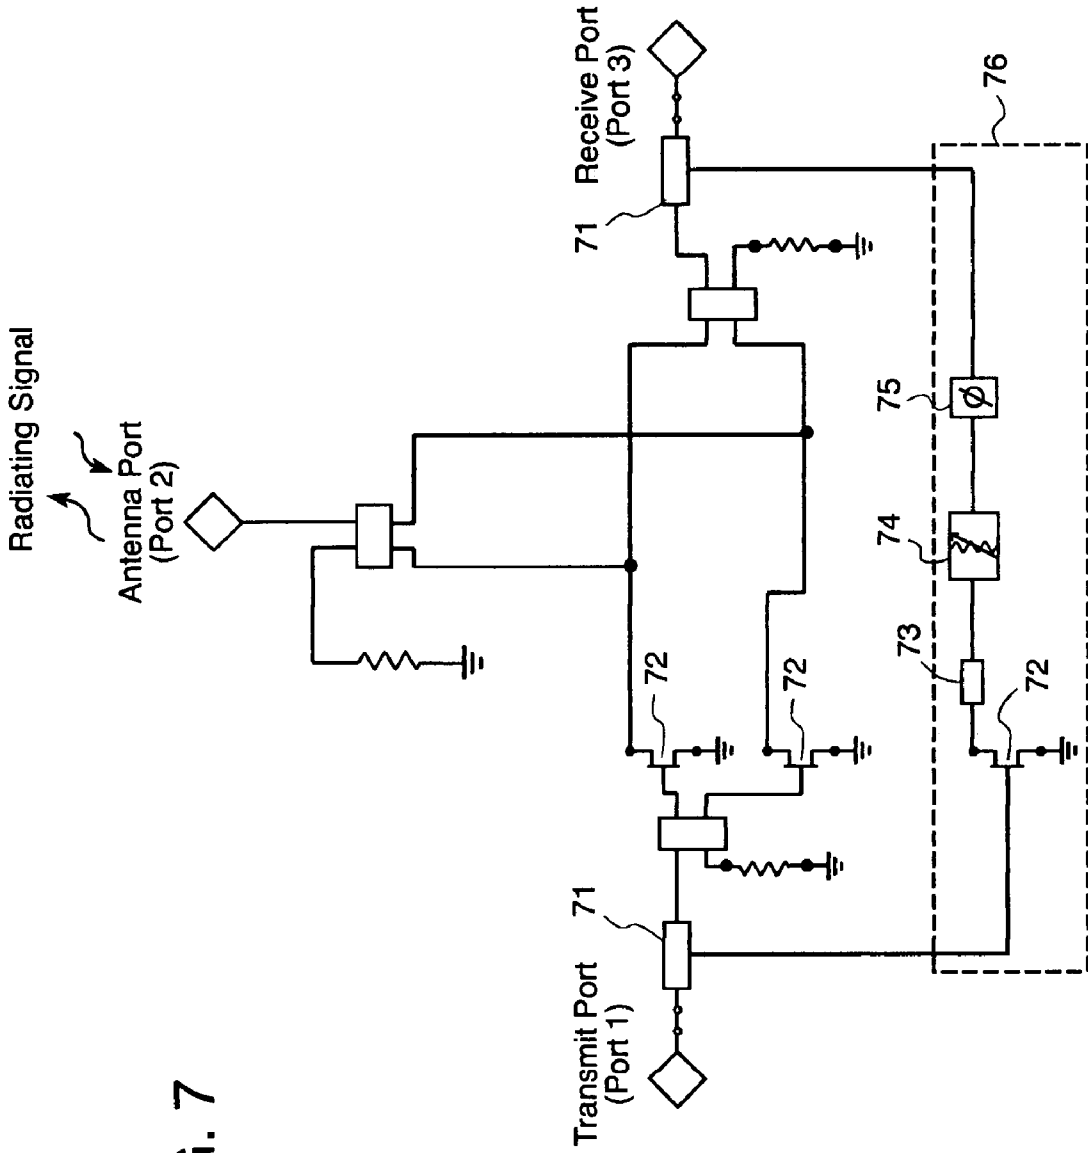 7
Radiating Signal
Antenna Port
(Port 2)
Transmit Port
(Port 1)
71
72
72
71
Receive Port
(Port 3)
72
73
74
75
ϕ
76